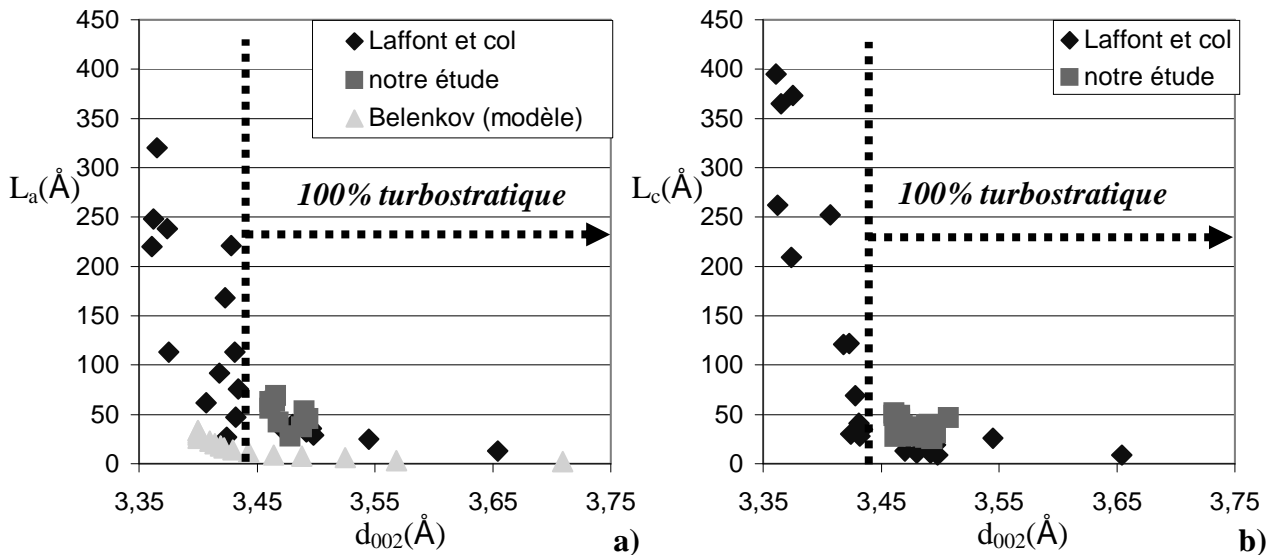 450
400
350
300
250
200
150
100
50
0
La(Å)
Laffont et col
notre étude
Belenkov (modèle)
100% turbostratique
3,35 3,45 3,55 3,65 3,75
d002(Å)
a)
450
400
350
300
250
200
150
100
50
0
Lc(Å)
Laffont et col
notre étude
100% turbostratique
3,35 3,45 3,55 3,65 3,75
d002(Å)
b)